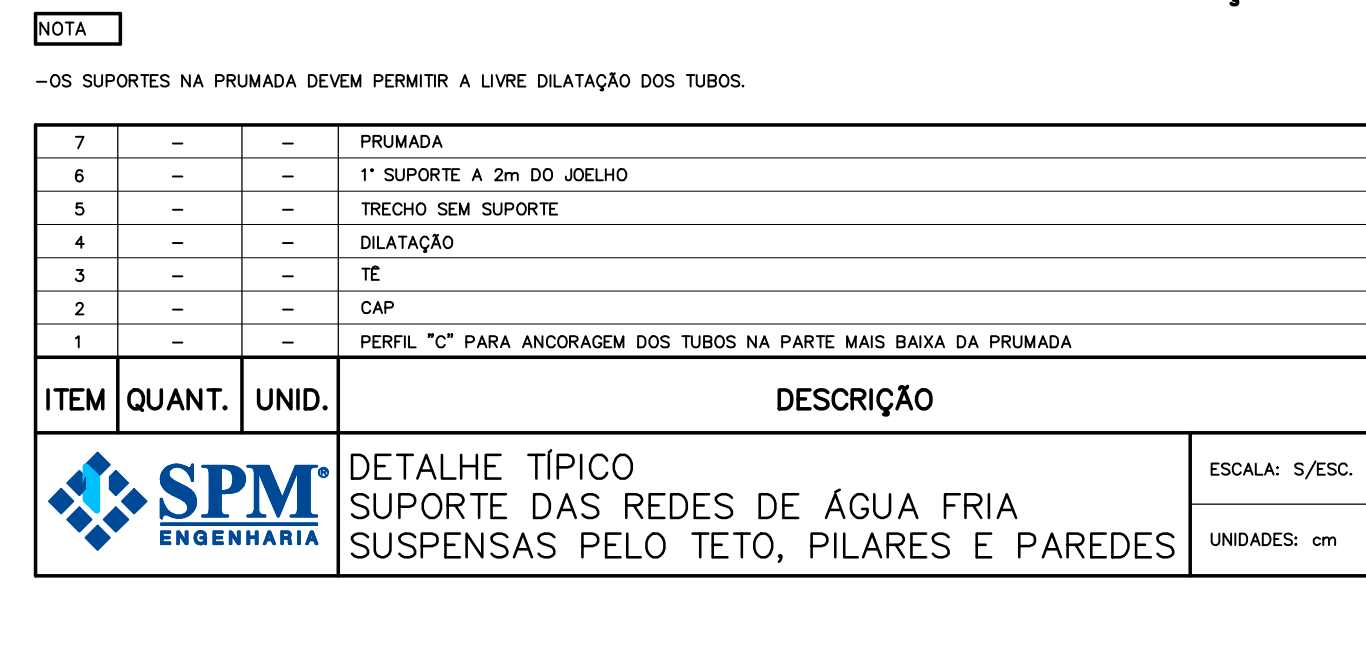 NOTA
-OS SUPORTES NA PRUMADA DEVEM PERMITIR A LIVRE DILATAÇÃO DOS TUBOS.
7 - - PRUMADA
6 - - 1° SUPORTE A 2m DO JOELHO
5 - - TRECHO SEM SUPORTE
4 - - DILATAÇÃO
3 - - TÊ
2 - - CAP
1 - - PERFIL "C" PARA ANCORAGEM DOS TUBOS NA PARTE MAIS BAIXA DA PRUMADA
ITEM QUANT. UNID. DESCRIÇÃO
SPM®
ENGENHARIA
DETALHE TÍPICO
SUPORTE DAS REDES DE ÁGUA FRIA
SUSPENSAS PELO TETO, PILARES E PAREDES
ESCALA: S/ESC.
UNIDADES: cm